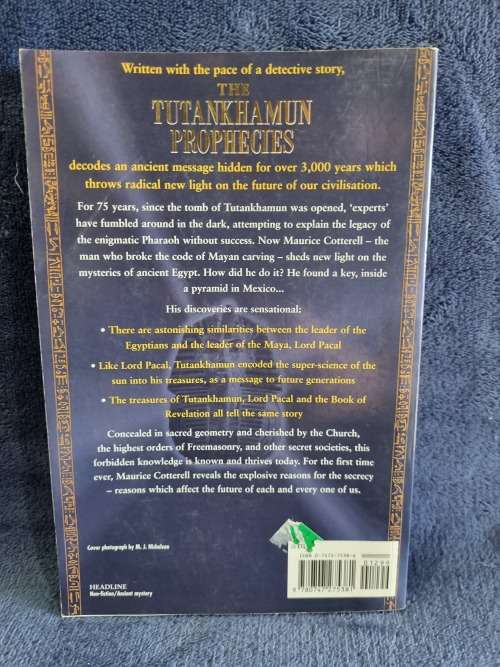 Written with the pace of a detective story,
THE
TUTANKHAMUN
PROPHECIES
decodes an ancient message hidden for over 3,000 years which
throws radical new light on the future of our civilisation.
For 75 years, since the tomb of Tutankhamun was opened, ‘experts’
have fumbled around in the dark, attempting to explain the legacy of
the enigmatic Pharaoh without success. Now Maurice Cotterell – the
man who broke the code of Mayan carving – sheds new light on the
mysteries of ancient Egypt. How did he do it? He found a key, inside
a pyramid in Mexico...
His discoveries are sensational:
• There are astonishing similarities between the leader of the
Egyptians and the leader of the Maya, Lord Pacal
• Like Lord Pacal, Tutankhamun encoded the super-science of the
sun into his treasures, as a message to future generations
• The treasures of Tutankhamun, Lord Pacal and the Book of
Revelation all tell the same story
Concealed in sacred geometry and cherished by the Church,
the highest orders of Freemasonry, and other secret societies, this
forbidden knowledge is known and thrives today. For the first time
ever, Maurice Cotterell reveals the explosive reasons for the secrecy
– reasons which affect the future of each and every one of us.
Cover photograph by M. J.
ISBN 0-7472-7538-6
01299
9 780747 275381
HEADLINE
Non-fiction/Ancient mystery